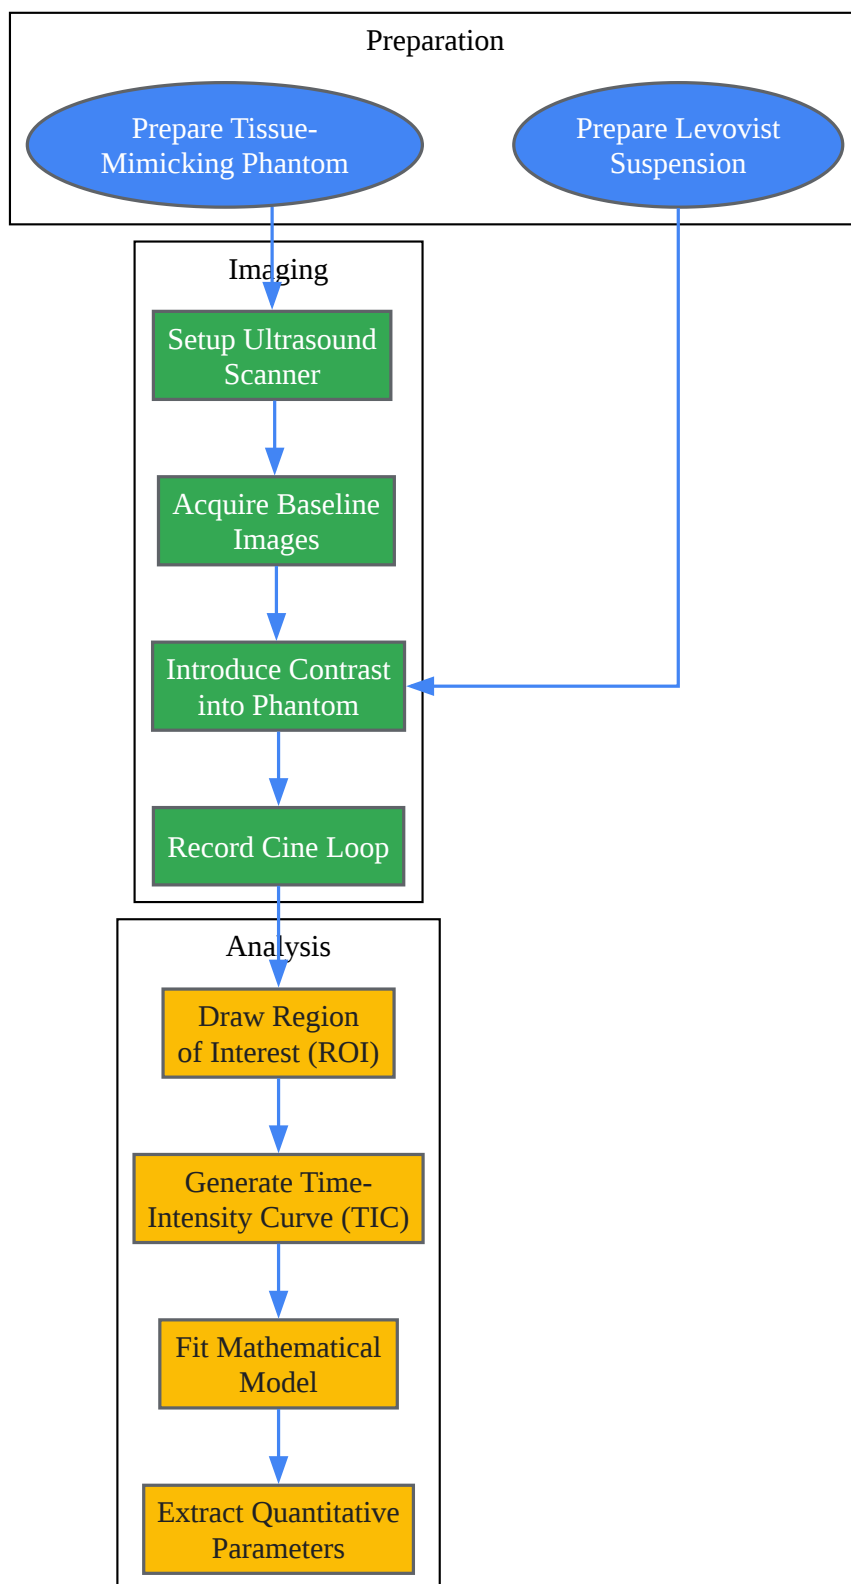 Preparation
Prepare Tissue-
Mimicking Phantom
Prepare Levovist
Suspension
Imaging
Setup Ultrasound
Scanner
Acquire Baseline
Images
Introduce Contrast
into Phantom
Record Cine Loop
Analysis
Draw Region
of Interest (ROI)
Generate Time-
Intensity Curve (TIC)
Fit Mathematical
Model
Extract Quantitative
Parameters